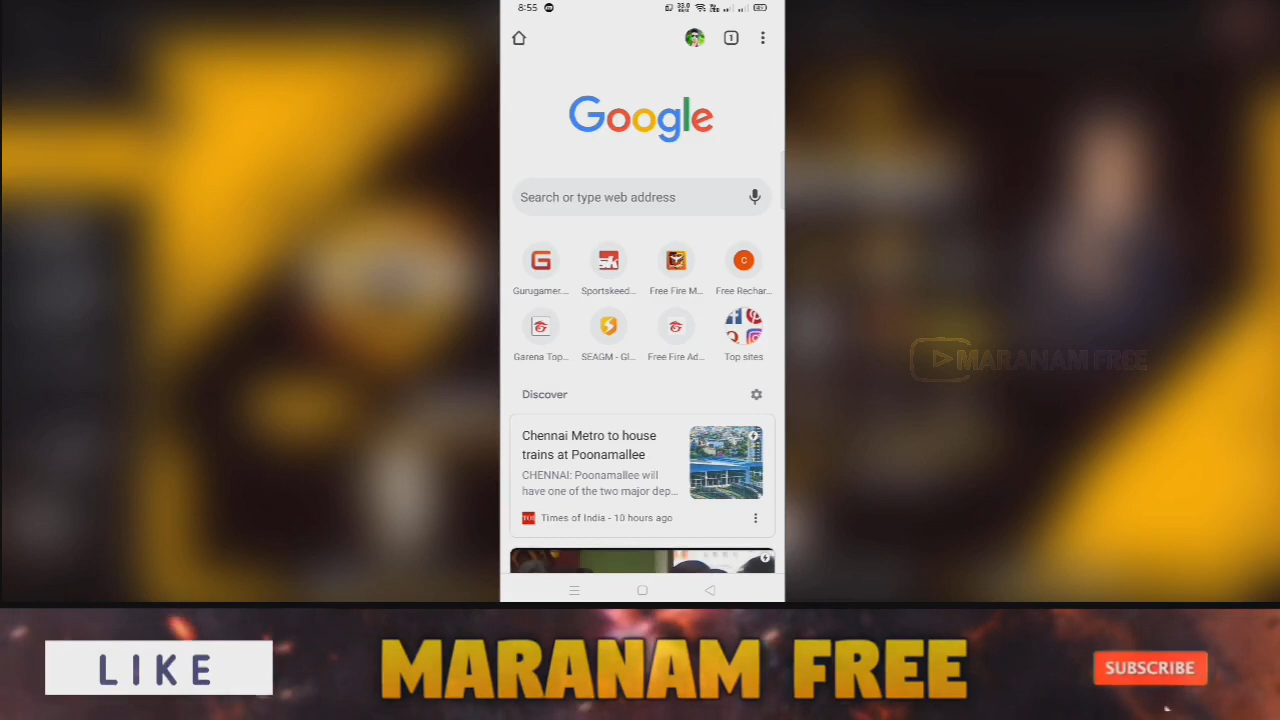 8:55
1
Google
Search or type web address
Gurugamer....
Sportskeed...
Free Fire M...
Free Rechar...
Garena Top...
SEAGM - Gl...
Free Fire Ad...
Top sites
Discover
Chennai Metro to house
trains at Poonamallee
CHENNAI: Poonamallee will
have one of the two major dep...
Times of India - 10 hours ago
MARANAM FREE
LIKE
MARANAM FREE
SUBSCRIBE